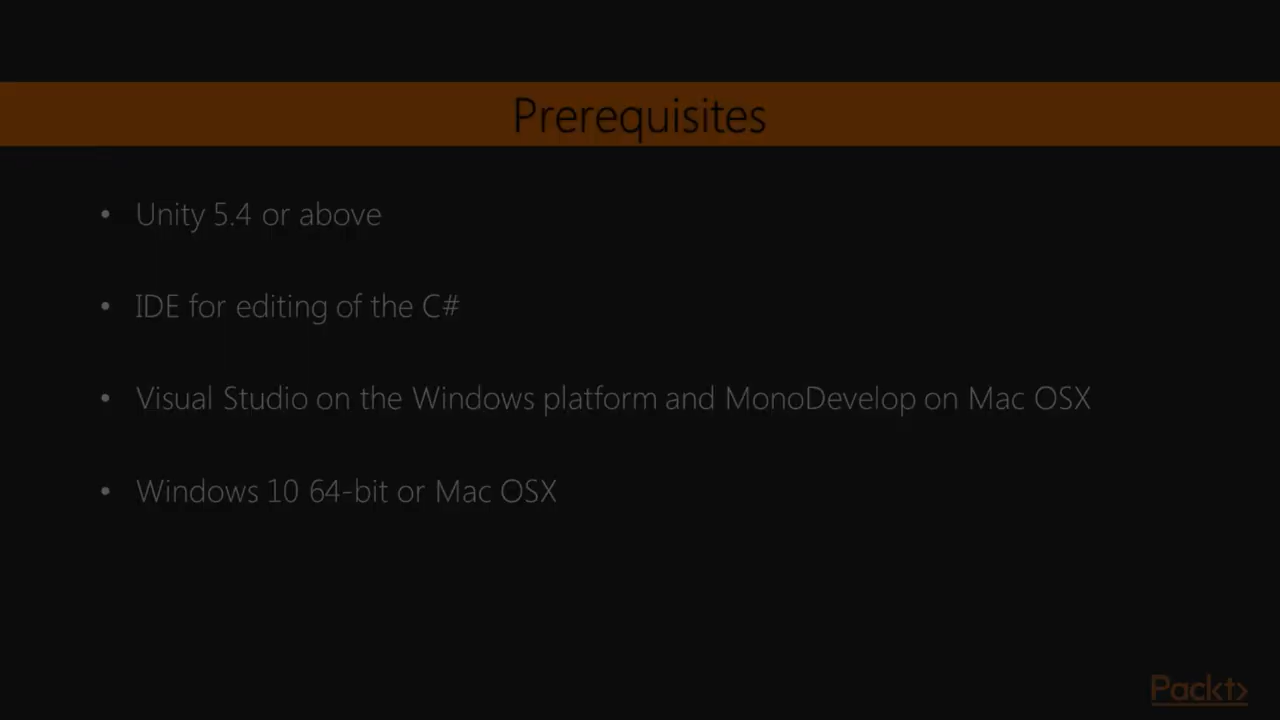 Prerequisites
• Unity 5.4 or above
• IDE for editing of the C#
• Visual Studio on the Windows platform and MonoDevelop on Mac OSX
• Windows 10 64-bit or Mac OSX
Packt>